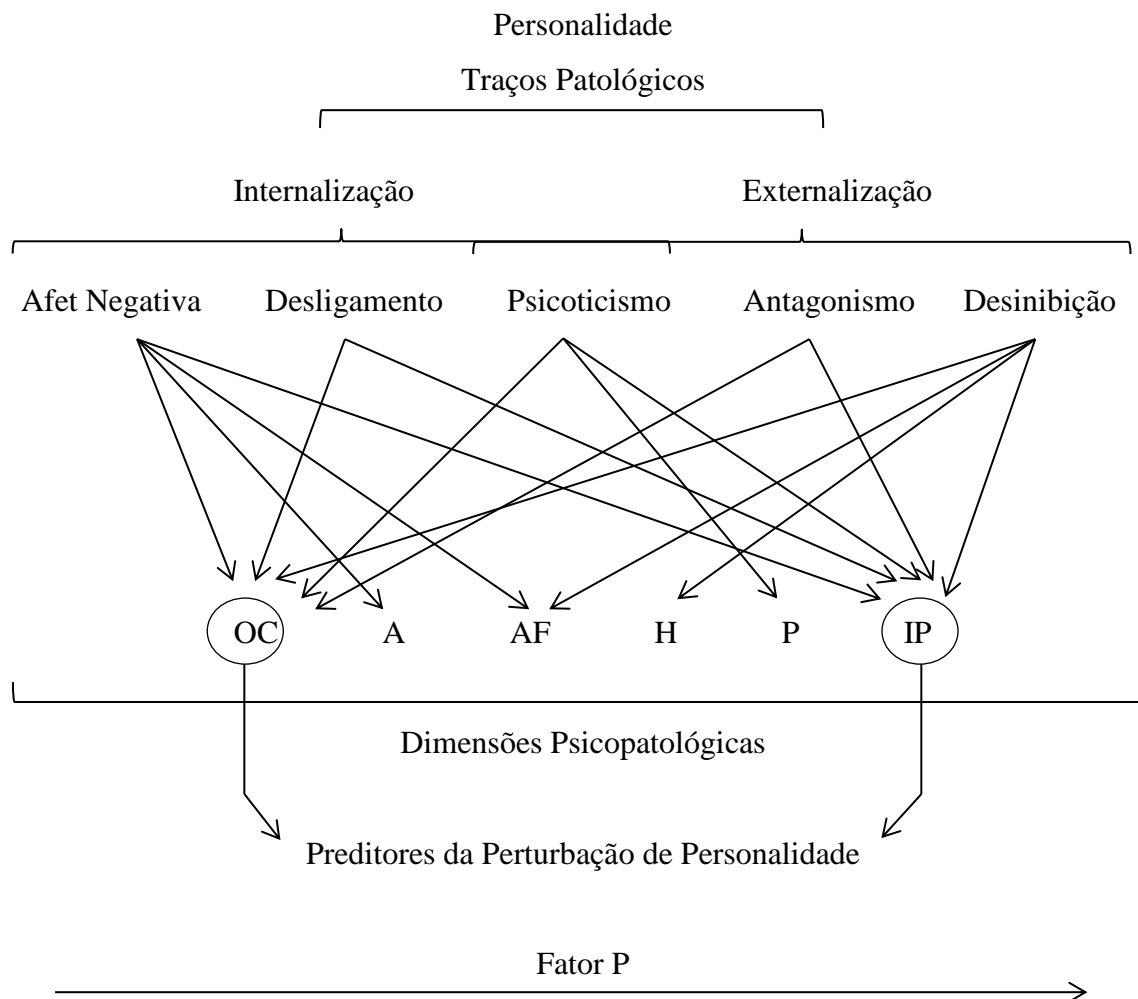 Personalidade
Traços Patológicos
Internalização Externalização
Afet Negativa Desligamento Psicoticismo Antagonismo Desinibição
OC A AF H P IP
Dimensões Psicopatológicas
Preditores da Perturbação de Personalidade
Fator P